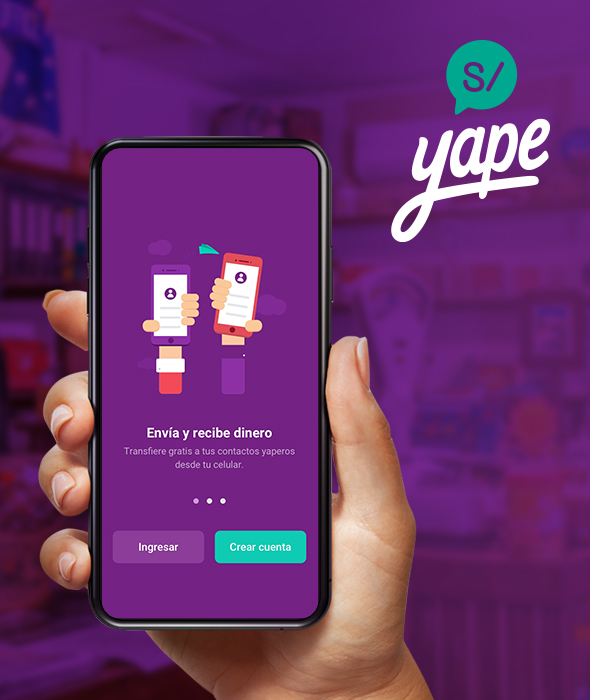 S/
yape
Envía y recibe dinero
Transfiere gratis a tus contactos yaperos
desde tu celular.
Ingresar
Crear cuenta